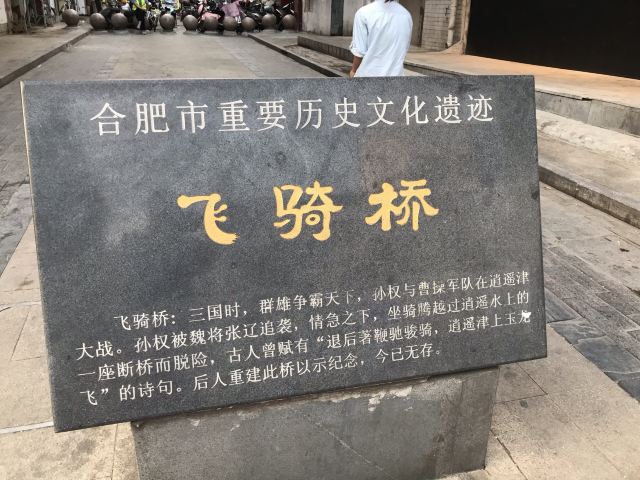 合肥市重要历史文化遗迹
飞骑桥
飞骑桥：三国时，群雄争霸天下，孙权与曹操军队在逍遥津
大战。孙权被魏将张辽追袭，情急之下，坐骑腾越过逍遥水上的
一座断桥而脱险，古人曾赋有“退后著鞭驰骏骑，逍遥津上玉龙
飞”的诗句。后人重建此桥以示纪念，今已无存。